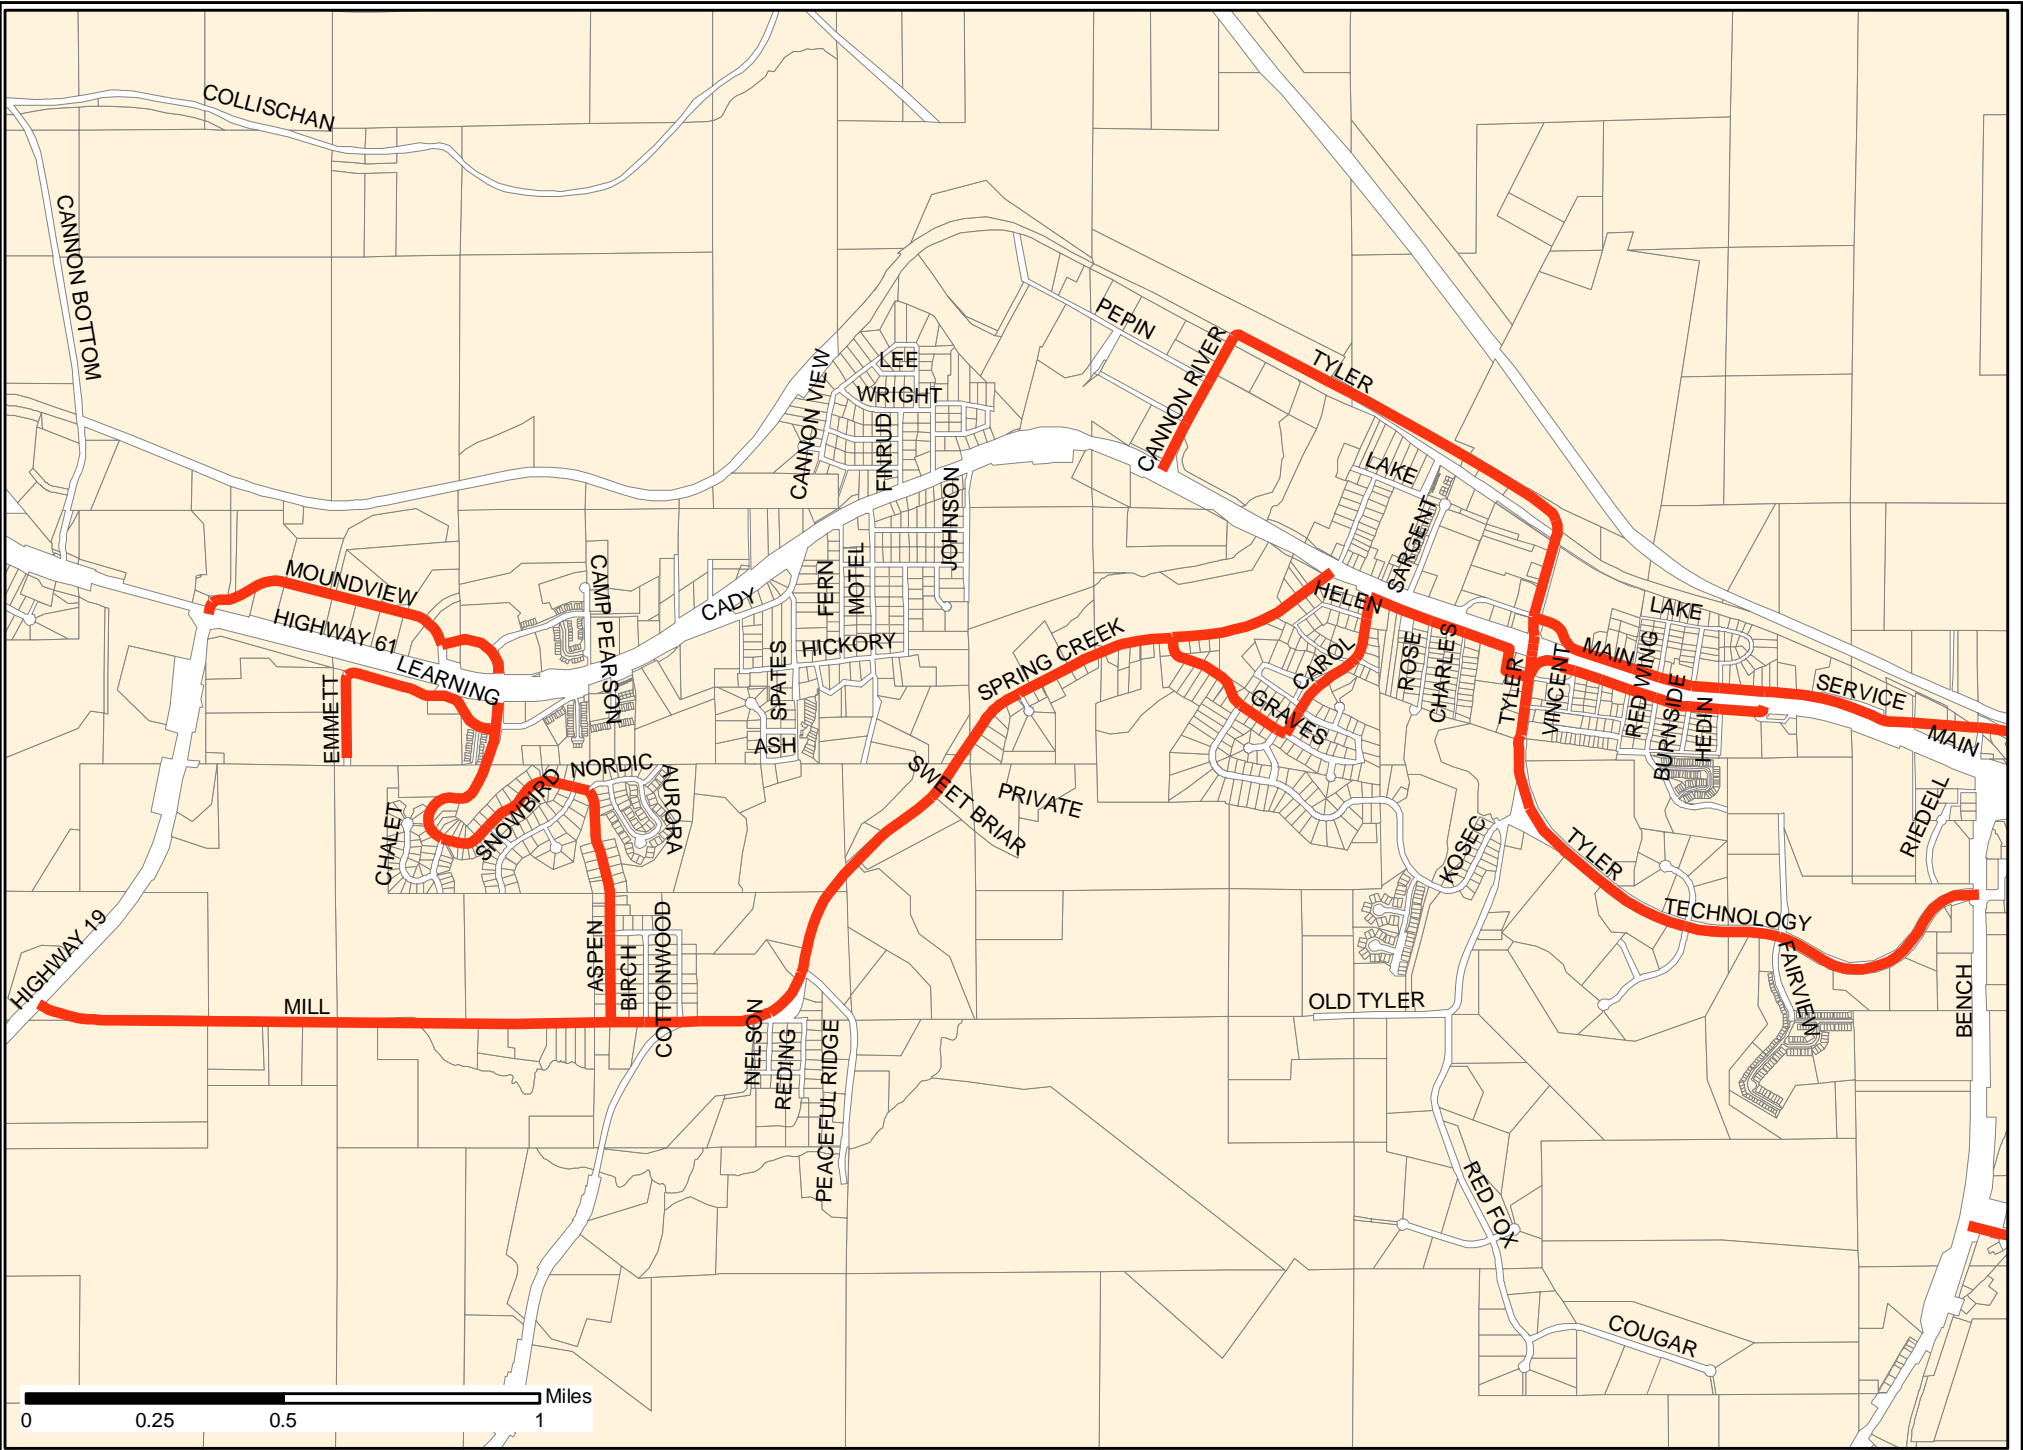 COLLISCHAN
CANNON BOTTOM
PEPIN
CANNON RIVER
TYLER
LEE
CANNON VIEW
WRIGHT
FINRUD
JOHNSON
LAKE
SARGENT
MOUNDVIEW
HIGHWAY 61
LEARNING
EMMETT
CAMP PEARSON
CADY
FERN
MOTEL
HICKORY
SPATES
ASH
SPRING CREEK
HELEN
CAROL
GRAVES
ROSE
CHARLES
TYLER
VINCENT
MAIN
RED WING
BURNSIDE
HEDIN
LAKE
SERVICE
MAIN
NORDIC
SNOWBIRD
AURORA
CHALET
SWEET BRIAR
PRIVATE
KOSEC
TYLER
TECHNOLOGY
RIEDELL
FAIRVIEW
BENCH
HIGHWAY 19
MILL
ASPEN
BIRCH
COTTONWOOD
NELSON
REDING
PEACEFUL RIDGE
OLD TYLER
RED FOX
COUGAR
Miles
0 0.25 0.5 1